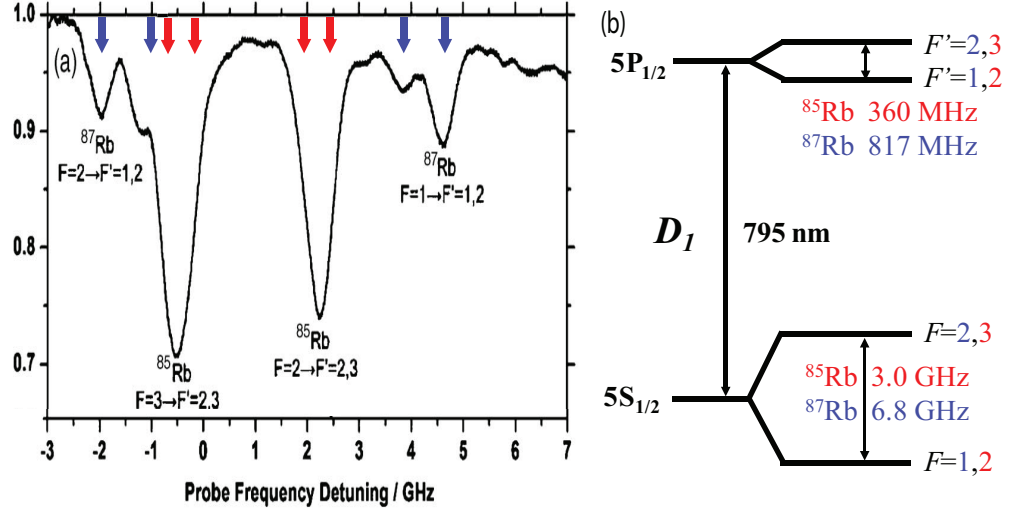 (a)
1.0
0.9
0.8
0.7
⁸⁷Rb
F=2→F'=1,2
⁸⁵Rb
F=3→F'=2.3
⁸⁵Rb
F=2→F'=2,3
⁸⁷Rb
F=1→F'=1,2
-3 -2 -1 0 1 2 3 4 5 6 7
Probe Frequency Detuning / GHz
(b)
5P₁/₂
F'=2,3
F'=1,2
⁸⁵Rb 360 MHz
⁸⁷Rb 817 MHz
D₁
795 nm
F=2,3
⁸⁵Rb 3.0 GHz
⁸⁷Rb 6.8 GHz
5S₁/₂
F=1,2